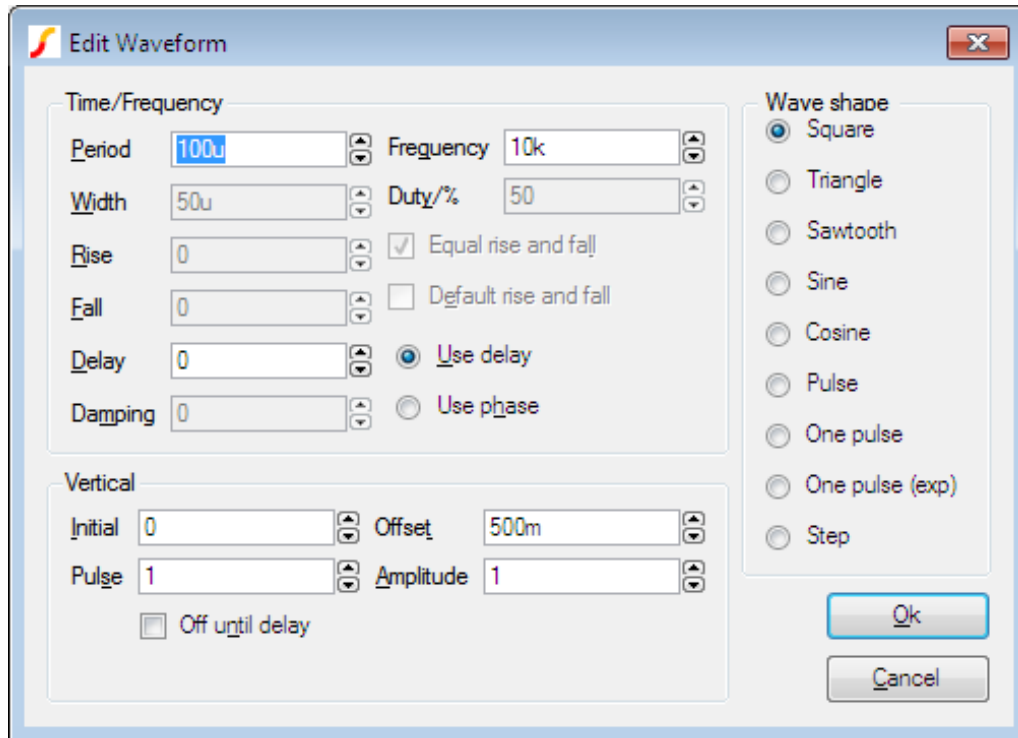 Edit Waveform
Time/Frequency
Period 100u Frequency 10k
Width 50u Duty/% 50
Rise 0 Equal rise and fall
Fall 0 Default rise and fall
Delay 0 Use delay
Damping 0 Use phase
Vertical
Initial 0 Offset 500m
Pulse 1 Amplitude 1
Off until delay
Wave shape
Square
Triangle
Sawtooth
Sine
Cosine
Pulse
One pulse
One pulse (exp)
Step
Ok
Cancel